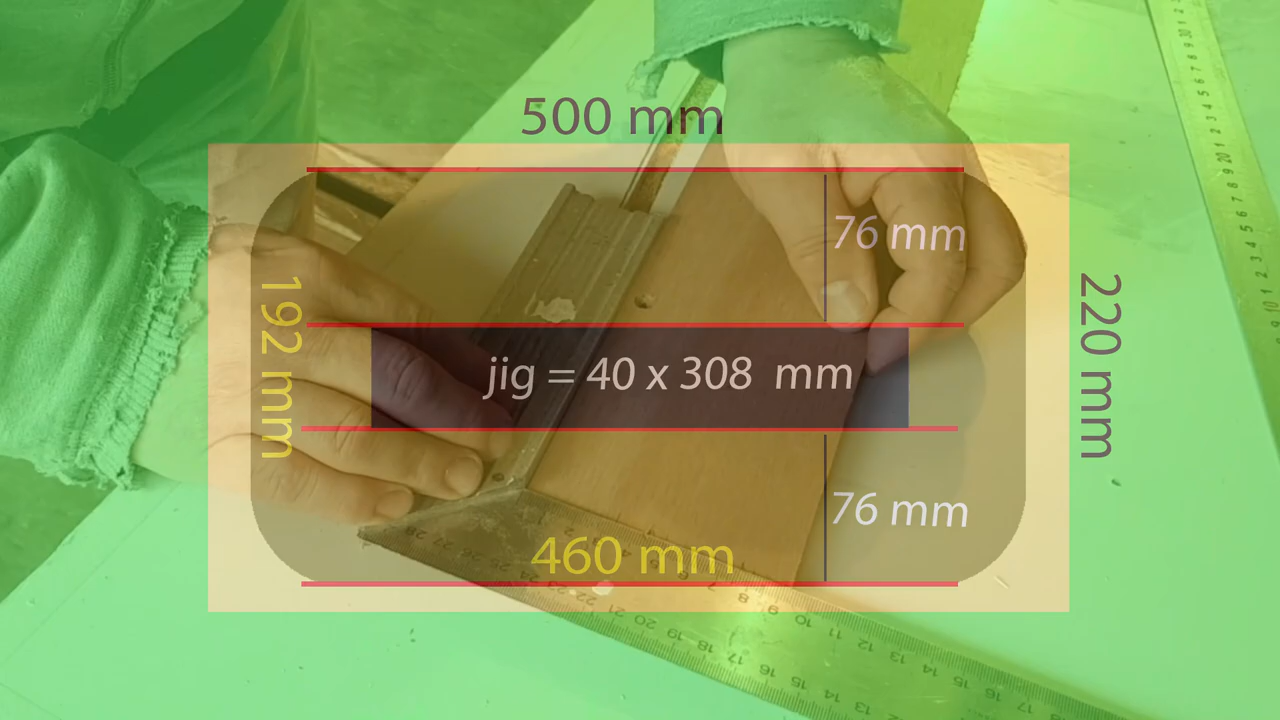 500 mm
76 mm
192 mm
220 mm
jig = 40 x 308 mm
76 mm
460 mm